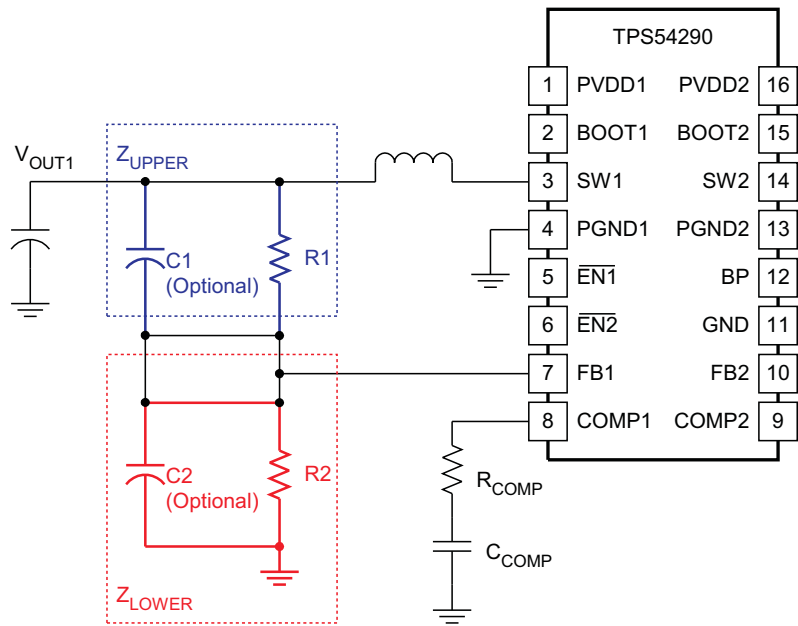 TPS54290
1 PVDD1 PVDD2 16
2 BOOT1 BOOT2 15
3 SW1 SW2 14
4 PGND1 PGND2 13
5 EN1 BP 12
6 EN2 GND 11
7 FB1 FB2 10
8 COMP1 COMP2 9
VOUT1
ZUPPER
C1
(Optional)
R1
C2
(Optional)
R2
ZLOWER
RCOMP
CCOMP